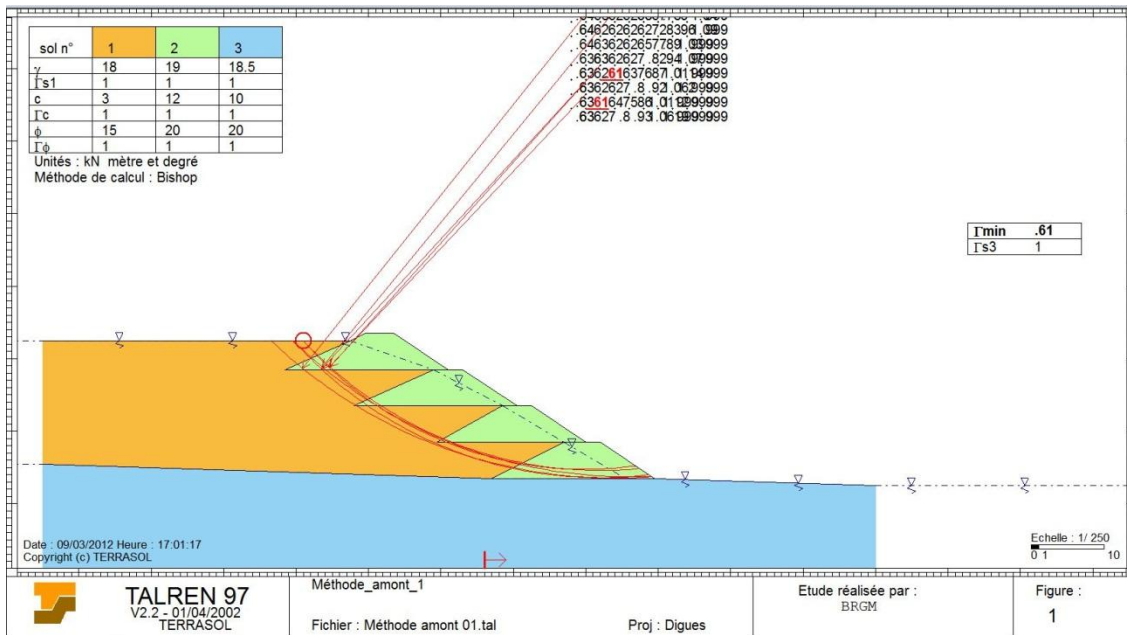 sol n° 1 2 3
γ 18 19 18.5
Γs1 1 1 1
c 3 12 10
Γc 1 1 1
ϕ 15 20 20
Γϕ 1 1 1
Unités : kN mètre et degré
Méthode de calcul : Bishop
Γmin .61
Γs3 1
Date : 09/03/2012 Heure : 17:01:17
Copyright (c) TERRASOL
Echelle : 1/ 250
0 1 10
TALREN 97
V2.2 - 01/04/2002
TERRASOL
Méthode_amont_1
Fichier : Méthode amont 01.tal
Proj : Digues
Etude réalisée par :
BRGM
Figure :
1